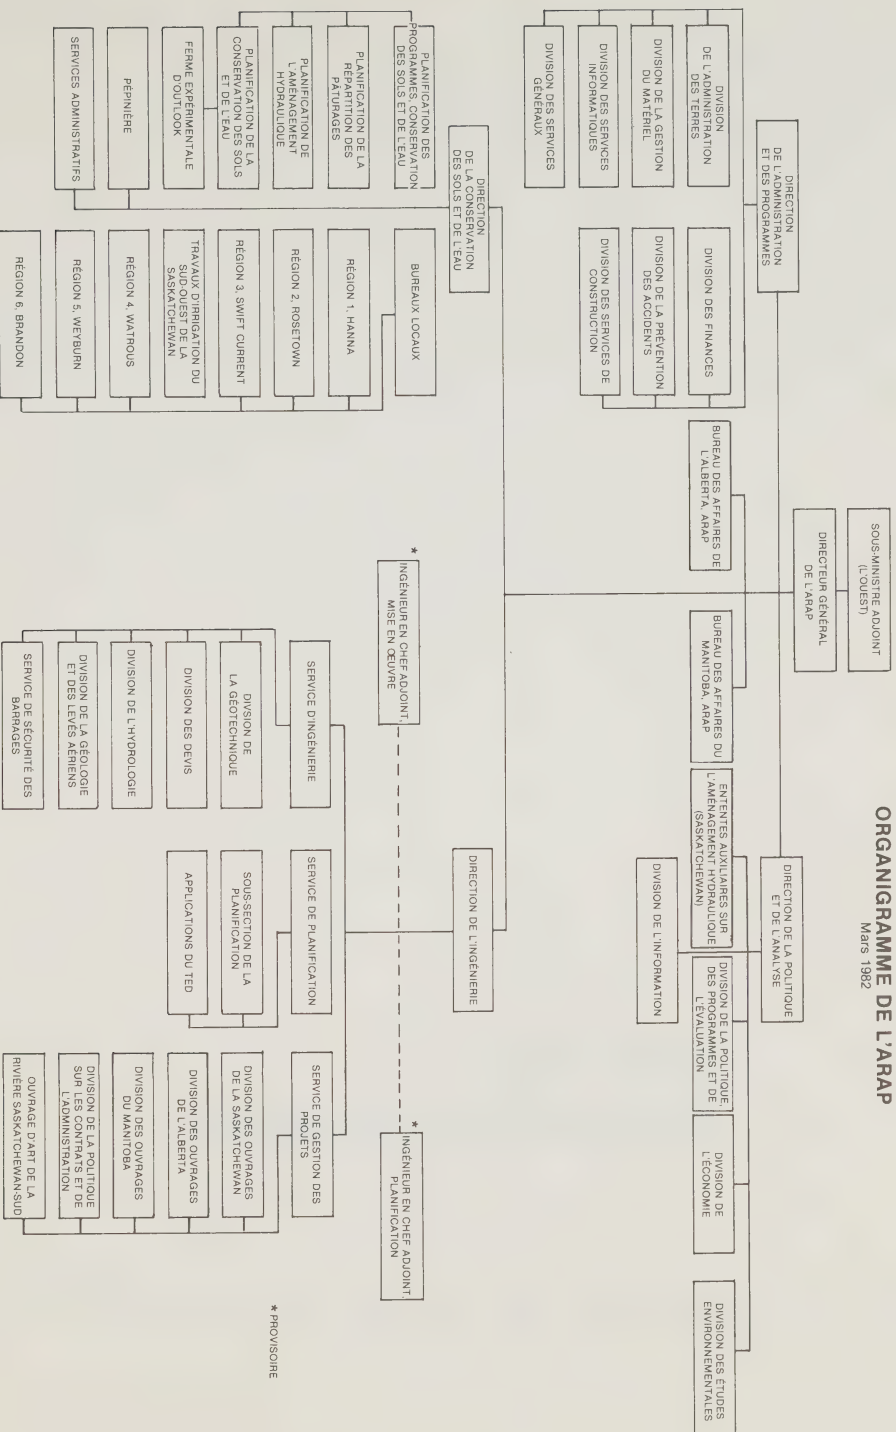 ORGANIGRAMME DE L'ARAP
Mars 1982
SOUS-MINISTRE ADJOINT
(L'OUEST)
DIRECTEUR GÉNÉRAL
DE L'ARAP
DIRECTION
DE L'ADMINISTRATION
ET DES PROGRAMMES
DIRECTION DE LA POLITIQUE
ET DE L'ANALYSE
DIVISION
DE L'ADMINISTRATION
DES TERRES
DIVISION DES FINANCES
BUREAU DES AFFAIRES DE
L'ALBERTA, ARAP
BUREAU DES AFFAIRES DU
MANITOBA, ARAP
ENTENTES AUXILIAIRES SUR
L'AMÉNAGEMENT HYDRAULIQUE
(SASKATCHEWAN)
DIVISION DE LA POLITIQUE,
DES PROGRAMMES ET DE
L'ÉVALUATION
DIVISION DE
L'ÉCONOMIE
DIVISION DES ÉTUDES
ENVIRONNEMENTALES
DIVISION DE LA GESTION
DU MATÉRIEL
DIVISION DE LA PRÉVENTION
DES ACCIDENTS
DIVISION DE L'INFORMATION
DIVISION DES SERVICES
INFORMATIQUES
DIVISION DES SERVICES DE
CONSTRUCTION
DIVISION DES SERVICES
GÉNÉRAUX
DIRECTION
DE LA CONSERVATION
DES SOLS ET DE L'EAU
DIRECTION DE L'INGÉNIERIE
PLANIFICATION DES
PROGRAMMES, CONSERVATION
DES SOLS ET DE L'EAU
BUREAUX LOCAUX
* INGÉNIEUR EN CHEF ADJOINT,
MISE EN ŒUVRE
* INGÉNIEUR EN CHEF ADJOINT,
PLANIFICATION
PLANIFICATION DE LA
RÉPARTITION DES
PÂTURAGES
RÉGION 1, HANNA
SERVICE D'INGÉNIERIE
SERVICE DE PLANIFICATION
SERVICE DE GESTION DES
PROJETS
PLANIFICATION DE
L'AMÉNAGEMENT
HYDRAULIQUE
RÉGION 2, ROSETOWN
DIVSION DE
LA GÉOTECHNIQUE
SOUS-SECTION DE LA
PLANIFICATION
DIVISION DES OUVRAGES
DE LA SASKATCHEWAN
* PROVISOIRE
PLANIFICATION DE LA
CONSERVATION DES SOLS
ET DE L'EAU
RÉGION 3, SWIFT CURRENT
DIVISION DES DEVIS
APPLICATIONS DU TED
DIVISION DES OUVRAGES
DE L'ALBERTA
FERME EXPÉRIMENTALE
D'OUTLOOK
TRAVAUX D'IRRIGATION DU
SUD-OUEST DE LA
SASKATCHEWAN
DIVISION DE L'HYDROLOGIE
DIVISION DES OUVRAGES
DU MANITOBA
PÉPINIÈRE
RÉGION 4, WATROUS
DIVISION DE LA GÉOLOGIE
ET DES LEVÉS AÉRIENS
DIVISION DE LA POLITIQUE
SUR LES CONTRATS ET DE
L'ADMINISTRATION
SERVICES ADMINISTRATIFS
RÉGION 5, WEYBURN
SERVICE DE SÉCURITÉ DES
BARRAGES
OUVRAGE D'ART DE LA
RIVIÈRE SASKATCHEWAN-SUD
RÉGION 6, BRANDON